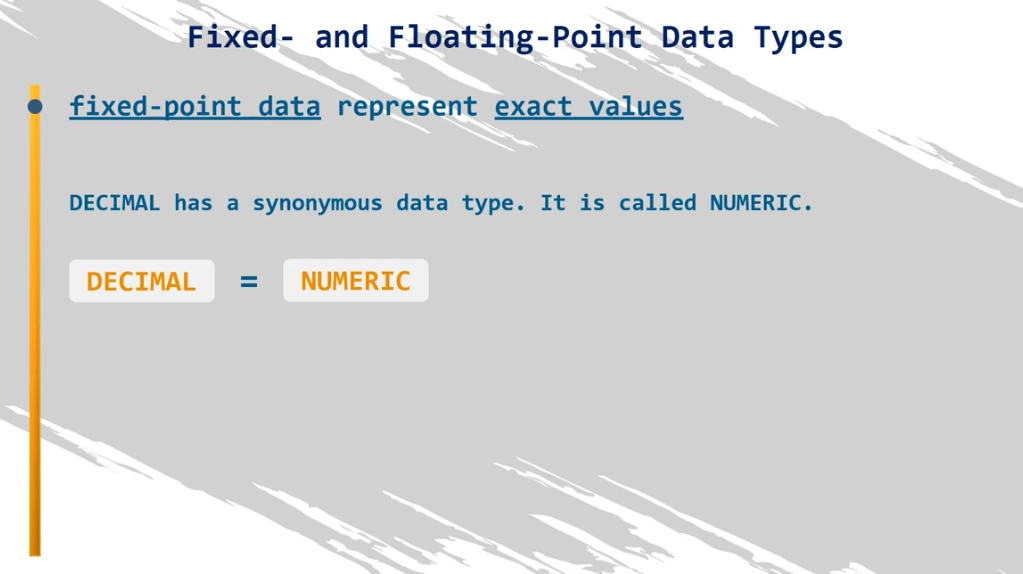 Fixed- and Floating-Point Data Types
fixed-point data represent exact values
DECIMAL has a synonymous data type. It is called NUMERIC.
DECIMAL = NUMERIC